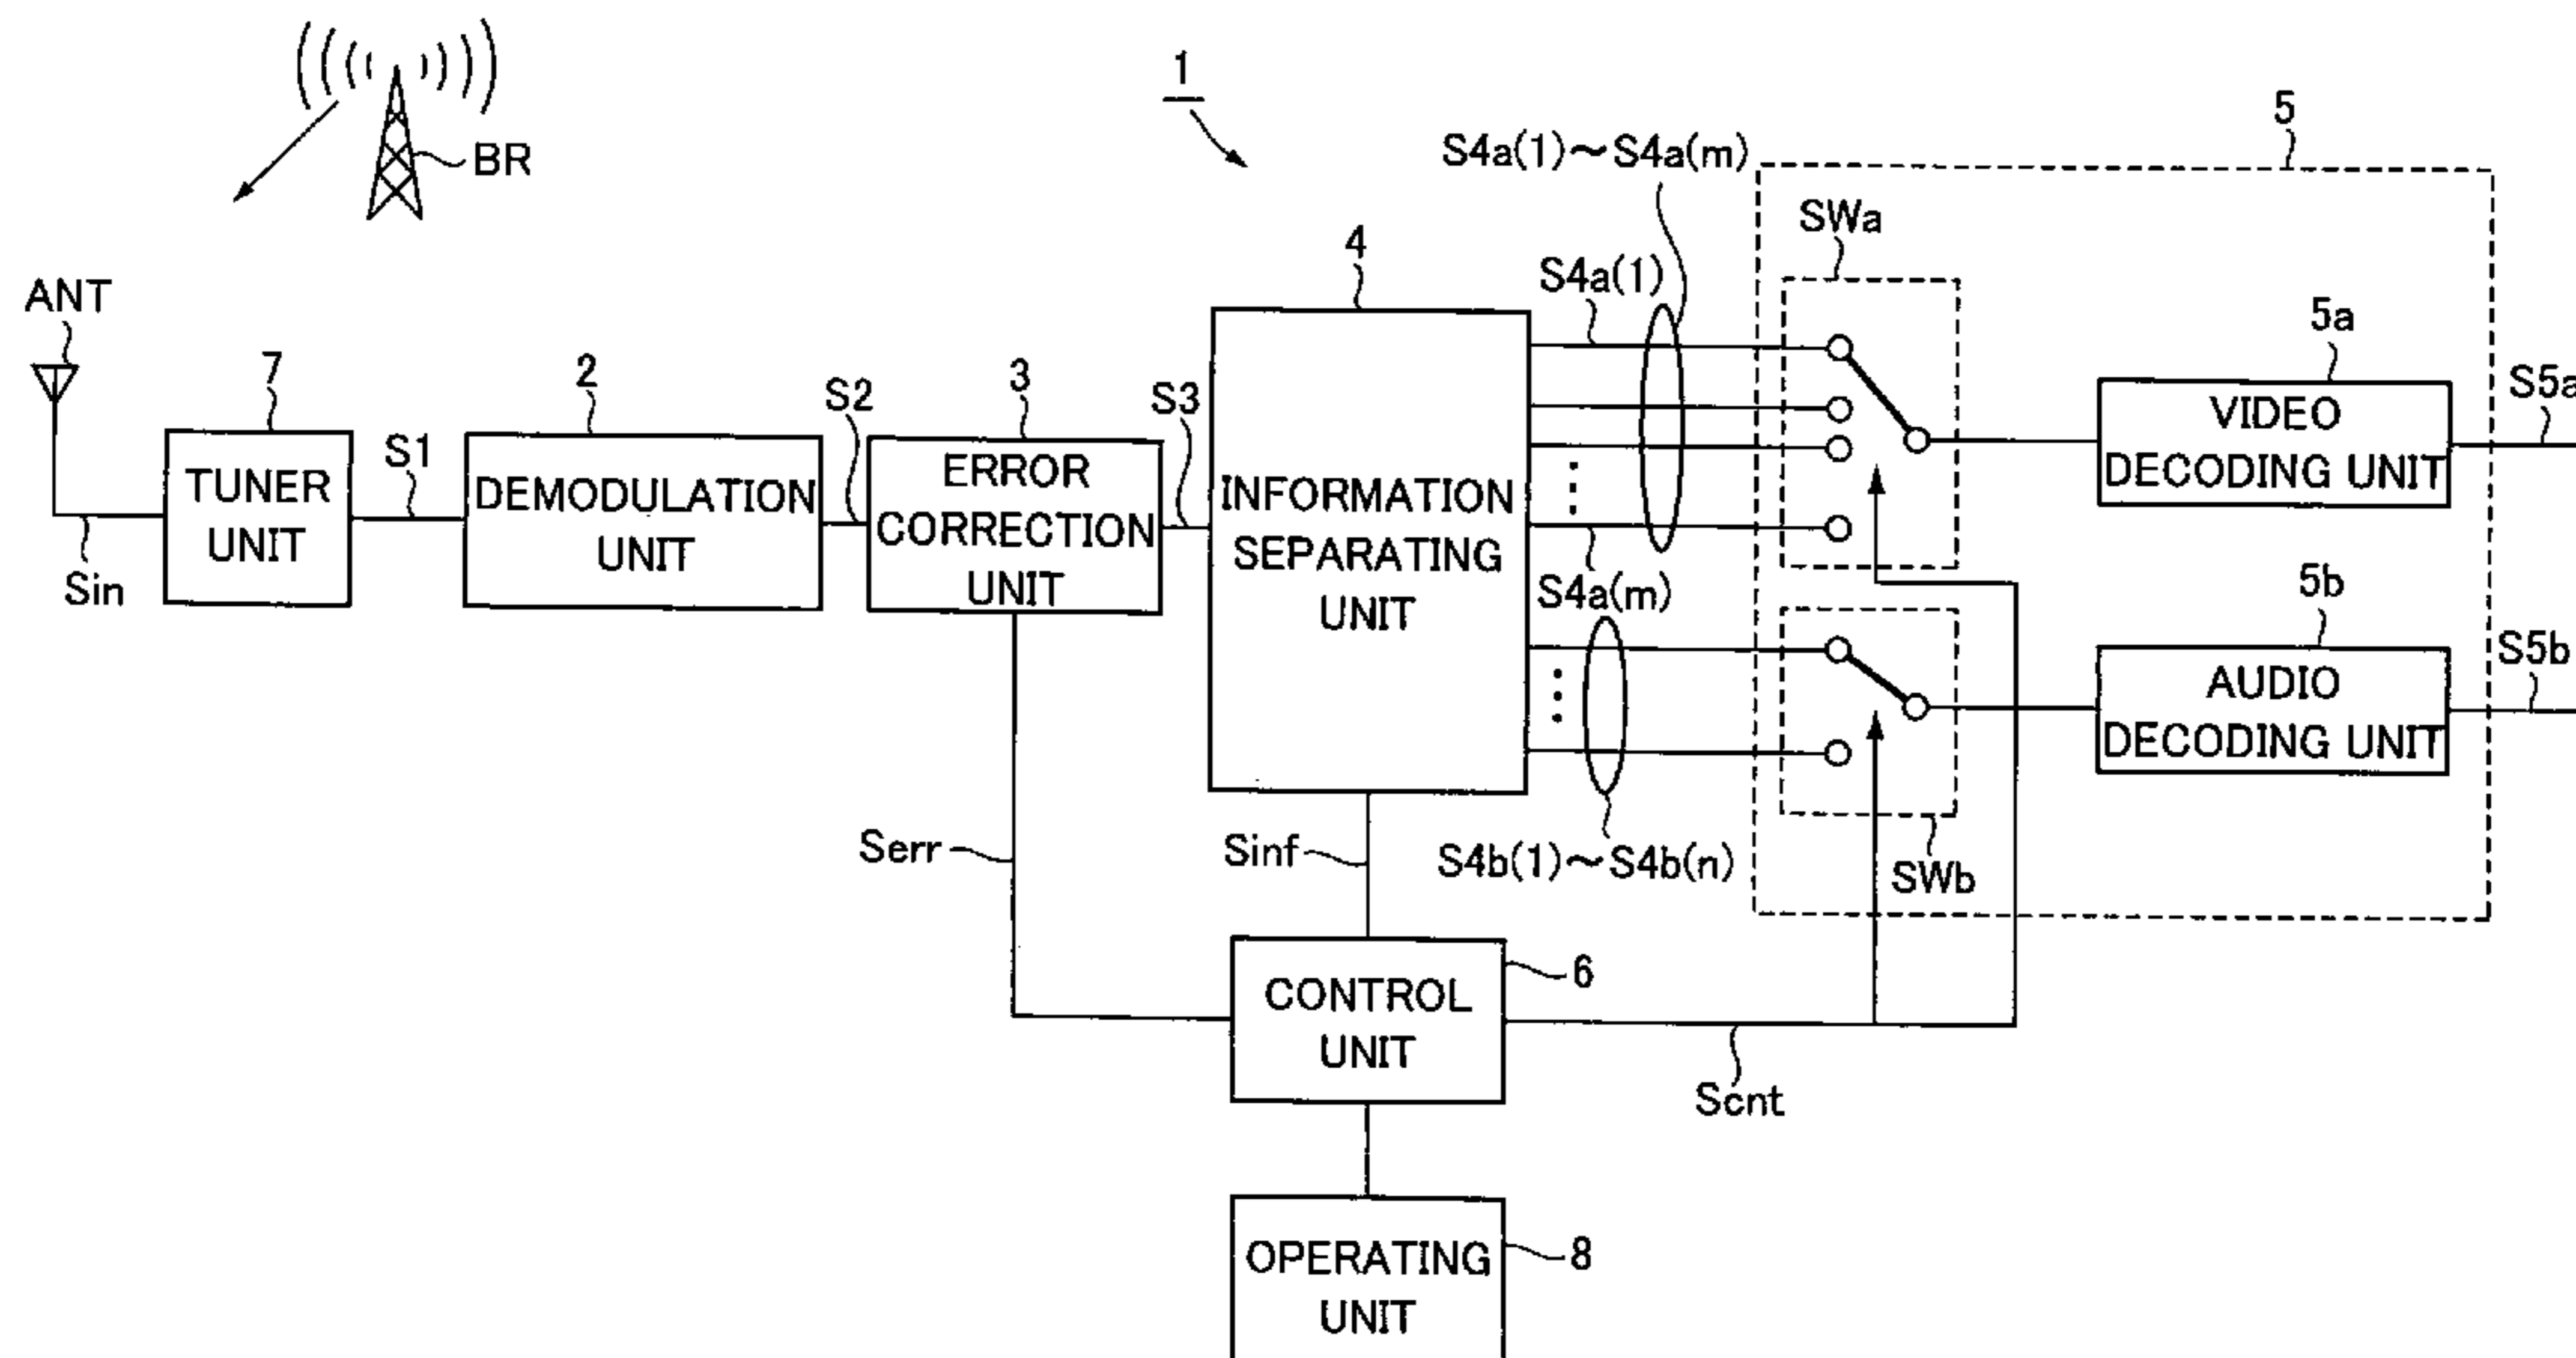 BR
1
5
S4a(1)~S4a(m)
SWa
4
S4a(1)
ANT
5a
7
2
3
S2
S3
S5a
VIDEO
DECODING UNIT
S1
TUNER
UNIT
DEMODULATION
UNIT
ERROR
CORRECTION
UNIT
INFORMATION
SEPARATING
UNIT
Sin
S4a(m)
5b
S5b
AUDIO
DECODING UNIT
Serr
Sinf
S4b(1)~S4b(n)
SWb
6
CONTROL
UNIT
Scnt
8
OPERATING
UNIT